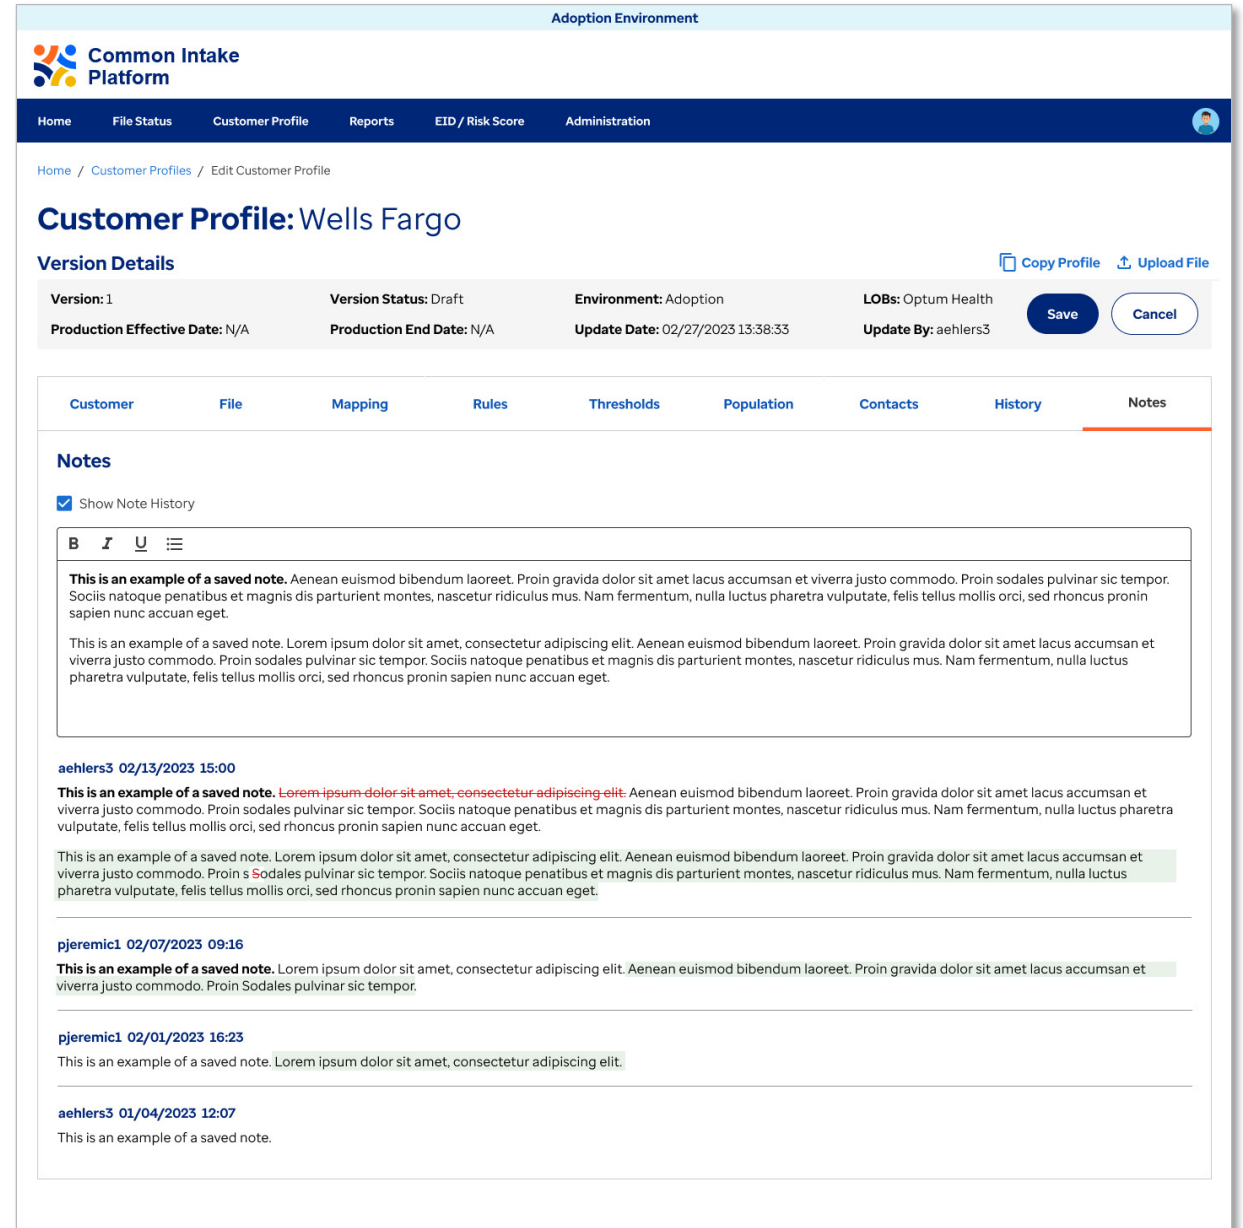 Adoption Environment
Common Intake
Platform
Home File Status Customer Profile Reports EID / Risk Score Administration
Home / Customer Profiles / Edit Customer Profile
Customer Profile: Wells Fargo
Version Details
Copy Profile Upload File
Version: 1 Version Status: Draft Environment: Adoption LOBs: Optum Health
Production Effective Date: N/A Production End Date: N/A Update Date: 02/27/2023 13:38:33 Update By: aehlers3
Save Cancel
Customer File Mapping Rules Thresholds Population Contacts History Notes
Notes
Show Note History
B I U
This is an example of a saved note. Aenean euismod bibendum laoreet. Proin gravida dolor sit amet lacus accumsan et viverra justo commodo. Proin sodales pulvinar sic tempor.
Sociis natoque penatibus et magnis dis parturient montes, nascetur ridiculus mus. Nam fermentum, nulla luctus pharetra vulputate, felis tellus mollis orci, sed rhoncus pronin
sapien nunc accuan eget.
This is an example of a saved note. Lorem ipsum dolor sit amet, consectetur adipiscing elit. Aenean euismod bibendum laoreet. Proin gravida dolor sit amet lacus accumsan et
viverra justo commodo. Proin sodales pulvinar sic tempor. Sociis natoque penatibus et magnis dis parturient montes, nascetur ridiculus mus. Nam fermentum, nulla luctus
pharetra vulputate, felis tellus mollis orci, sed rhoncus pronin sapien nunc accuan eget.
aehlers3 02/13/2023 15:00
This is an example of a saved note. Lorem ipsum dolor sit amet, consectetur adipiscing elit. Aenean euismod bibendum laoreet. Proin gravida dolor sit amet lacus accumsan et
viverra justo commodo. Proin sodales pulvinar sic tempor. Sociis natoque penatibus et magnis dis parturient montes, nascetur ridiculus mus. Nam fermentum, nulla luctus pharetra
vulputate, felis tellus mollis orci, sed rhoncus pronin sapien nunc accuan eget.
This is an example of a saved note. Lorem ipsum dolor sit amet, consectetur adipiscing elit. Aenean euismod bibendum laoreet. Proin gravida dolor sit amet lacus accumsan et
viverra justo commodo. Proin s Sodales pulvinar sic tempor. Sociis natoque penatibus et magnis dis parturient montes, nascetur ridiculus mus. Nam fermentum, nulla luctus
pharetra vulputate, felis tellus mollis orci, sed rhoncus pronin sapien nunc accuan eget.
pjeremic1 02/07/2023 09:16
This is an example of a saved note. Lorem ipsum dolor sit amet, consectetur adipiscing elit. Aenean euismod bibendum laoreet. Proin gravida dolor sit amet lacus accumsan et
viverra justo commodo. Proin Sodales pulvinar sic tempor.
pjeremic1 02/01/2023 16:23
This is an example of a saved note. Lorem ipsum dolor sit amet, consectetur adipiscing elit.
aehlers3 01/04/2023 12:07
This is an example of a saved note.